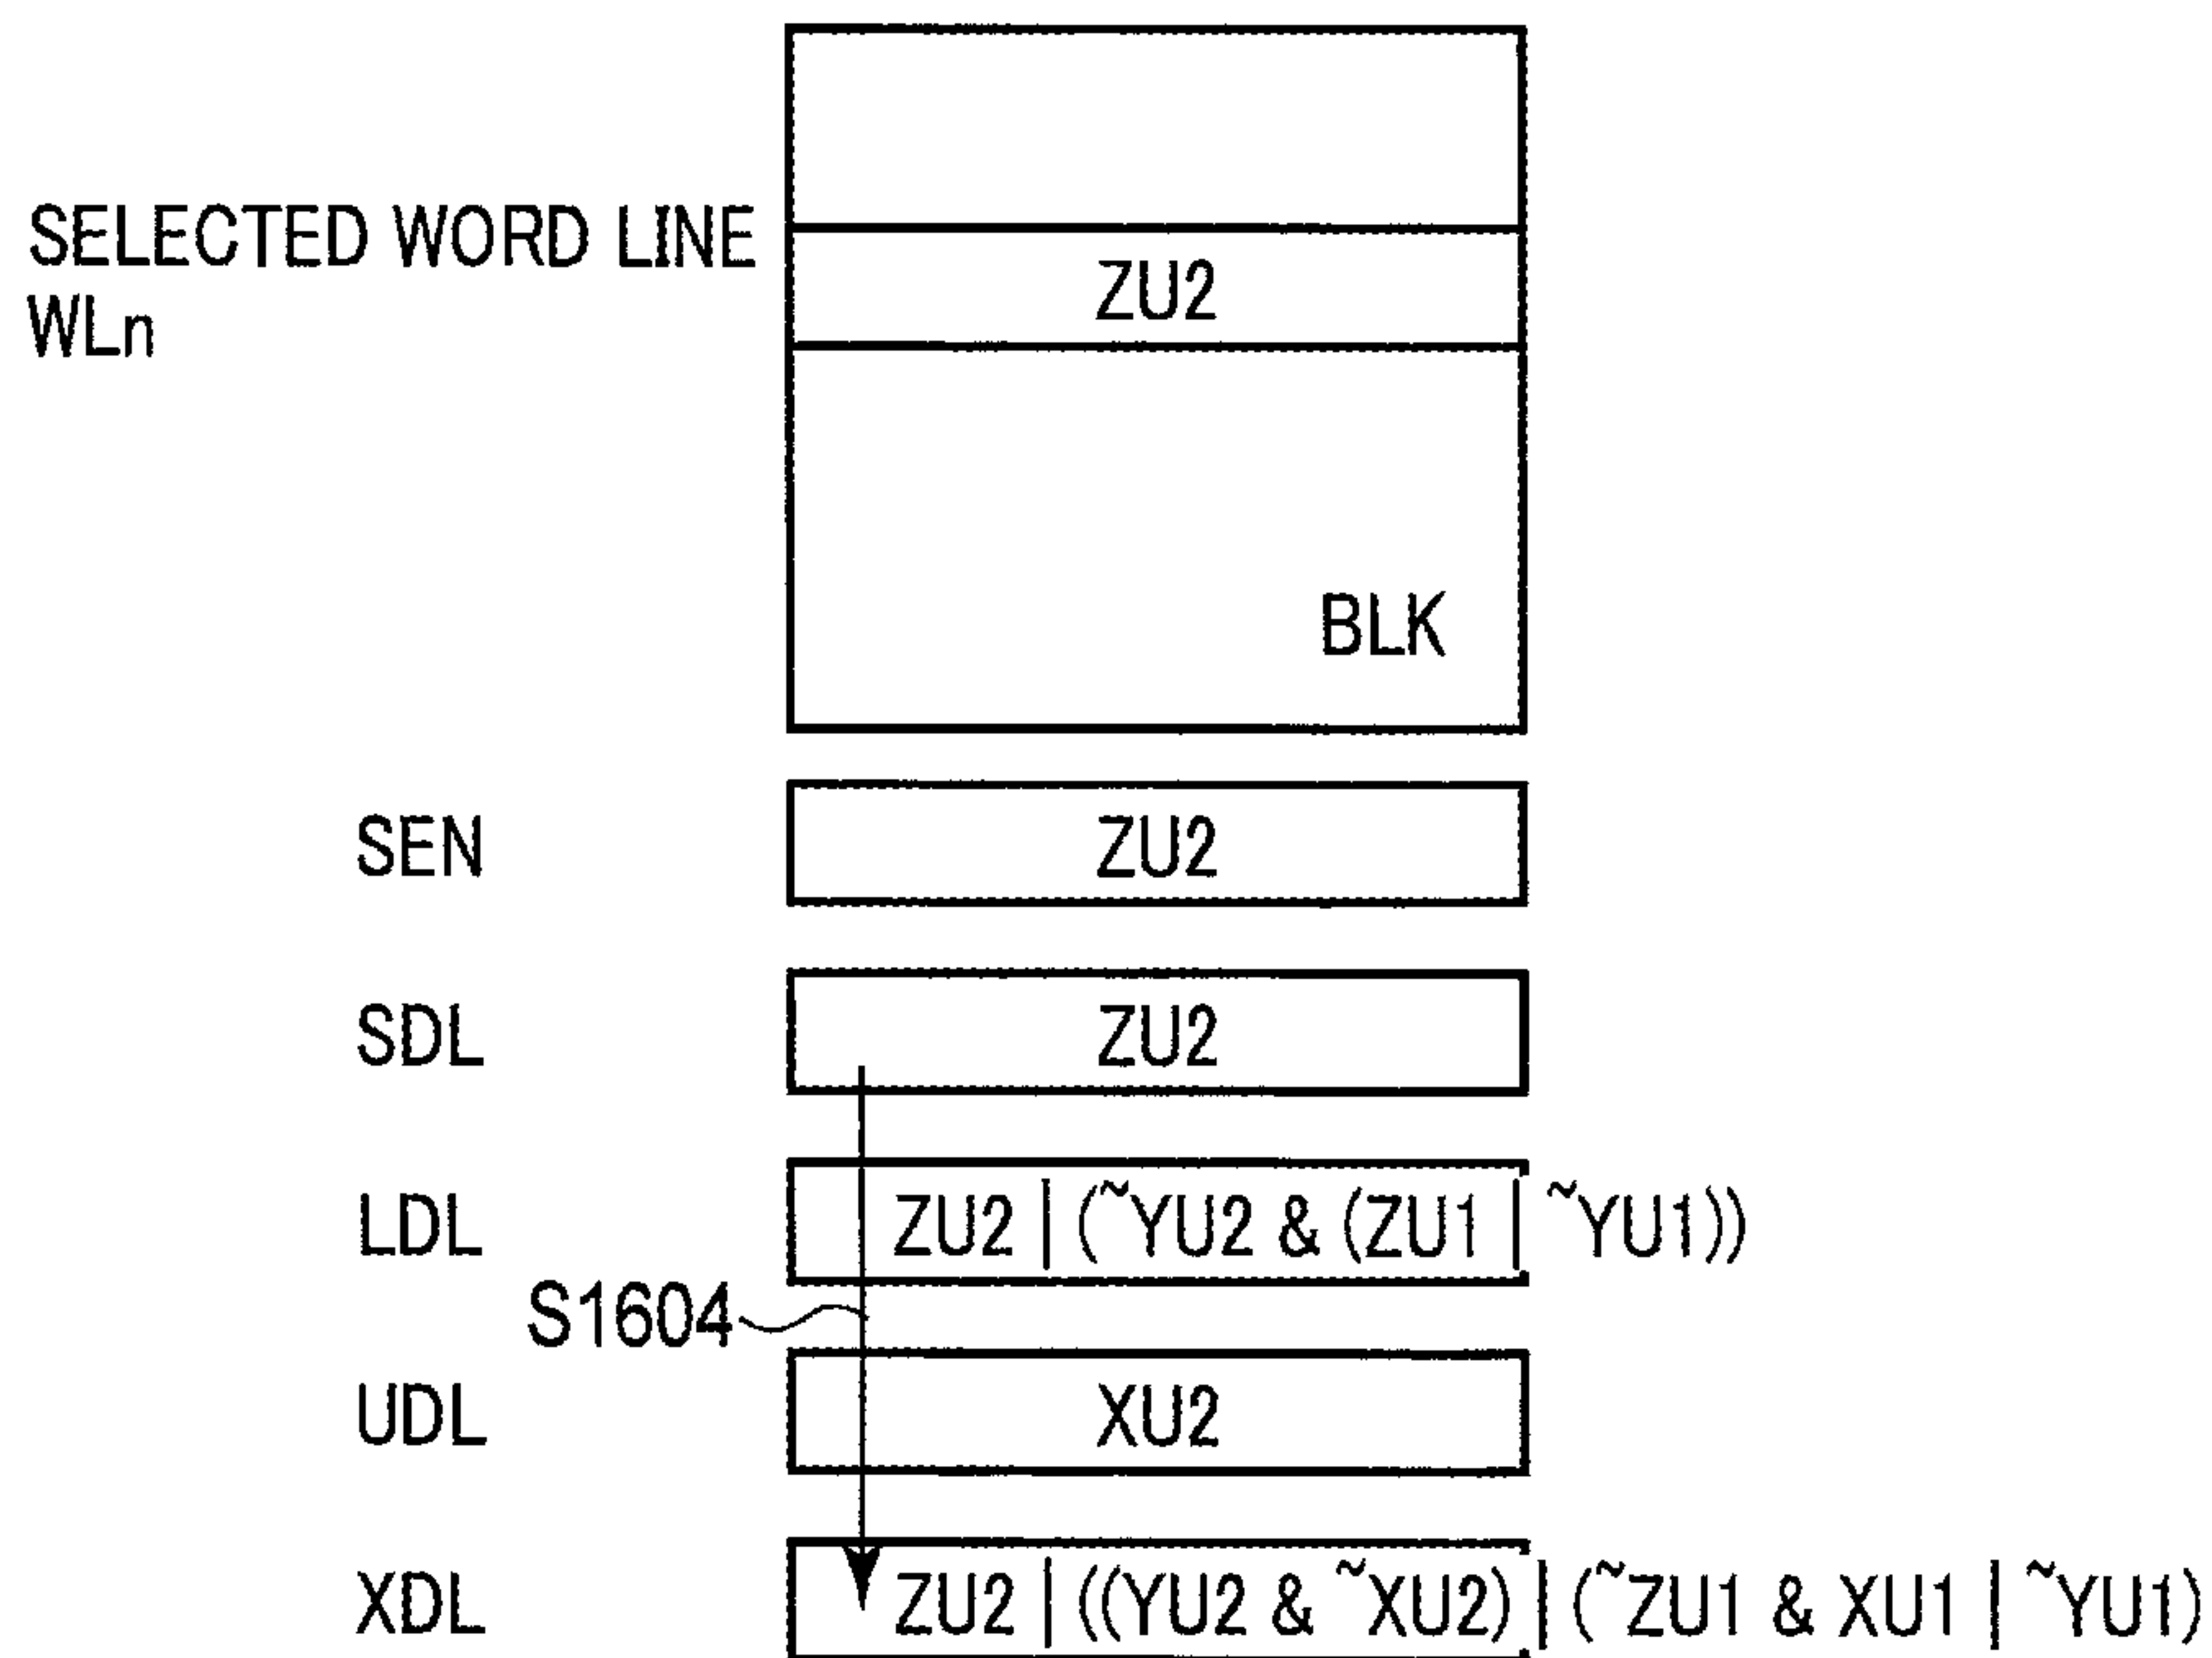 SELECTED WORD LINE
WLn
ZU2
BLK
SEN
ZU2
SDL
ZU2
LDL
ZU2 | (~YU2 & (ZU1 | ~YU1))
S1604
UDL
XU2
XDL
ZU2 | ((YU2 & ~XU2) | (~ZU1 & XU1 | ~YU1)